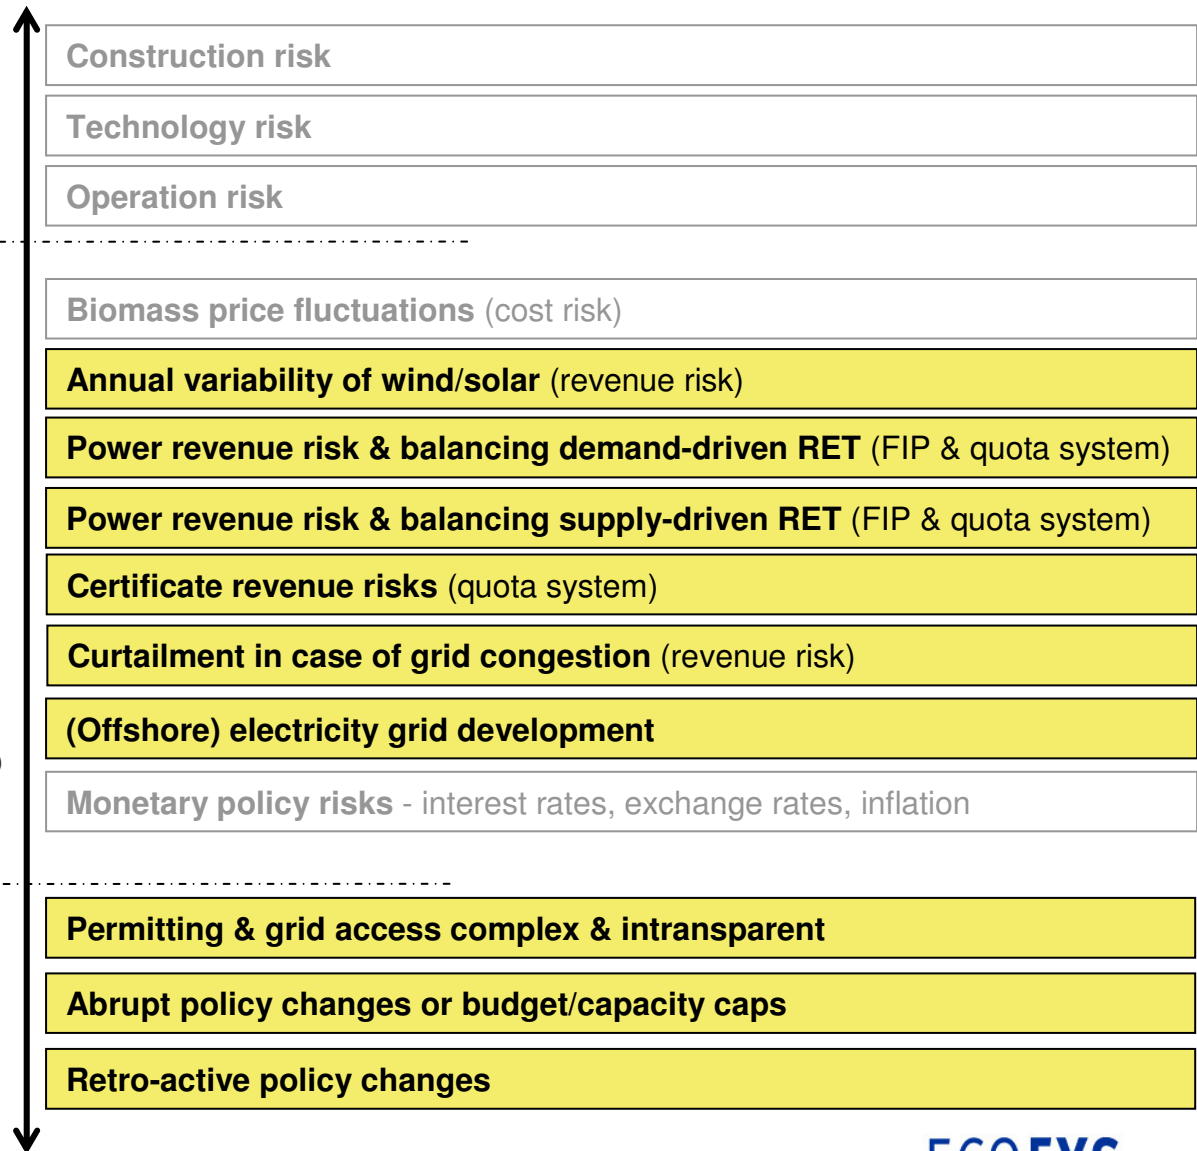 Construction risk
Technology risk
Operation risk
Biomass price fluctuations (cost risk)
Annual variability of wind/solar (revenue risk)
Power revenue risk & balancing demand-driven RET (FIP & quota system)
Power revenue risk & balancing supply-driven RET (FIP & quota system)
Certificate revenue risks (quota system)
Curtailment in case of grid congestion (revenue risk)
(Offshore) electricity grid development
)
Monetary policy risks - interest rates, exchange rates, inflation
Permitting & grid access complex & intransparent
Abrupt policy changes or budget/capacity caps
Retro-active policy changes
ECOFYS